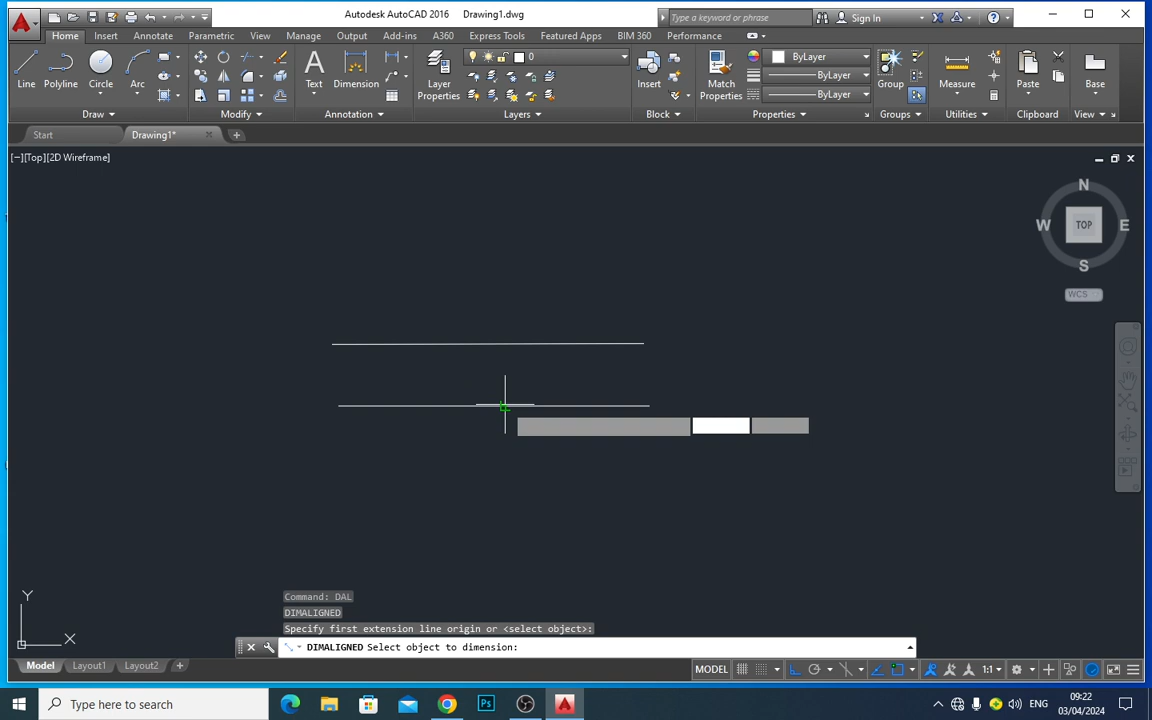 Autodesk AutoCAD 2016 Drawing1.dwg
Type a keyword or phrase
Sign In
Home Insert Annotate Parametric View Manage Output Add-ins A360 Express Tools Featured Apps BIM 360 Performance
0
ByLayer
ByLayer
ByLayer
Line Polyline Circle Arc
Text Dimension
Layer Properties
Insert
Match Properties
Group
Measure
Paste
Base
Draw Modify Annotation Layers Block Properties Groups Utilities Clipboard View
Start Drawing1*
[−][Top][2D Wireframe]
N
W TOP E
S
WCS
Y
X
Command: DAL
DIMALIGNED
Specify first extension line origin or <select object>:
DIMALIGNED Select object to dimension:
Model Layout1 Layout2 +
MODEL 1:1
Type here to search
ENG
09:22
03/04/2024